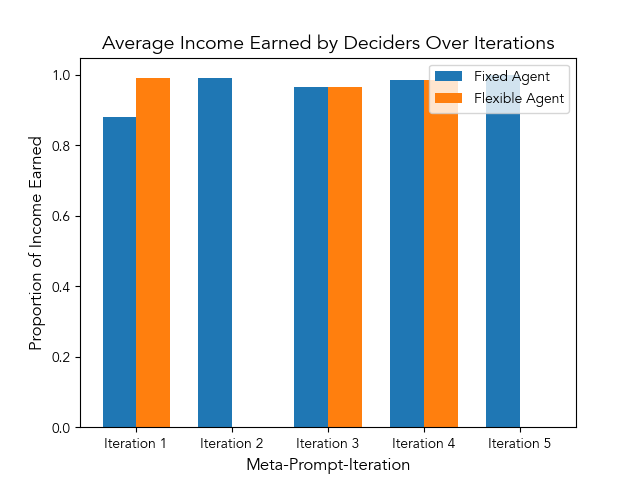 Average Income Earned by Deciders Over Iterations
Fixed Agent
Flexible Agent
Proportion of Income Earned
1.0
0.8
0.6
0.4
0.2
0.0
Iteration 1
Iteration 2
Iteration 3
Iteration 4
Iteration 5
Meta-Prompt-Iteration